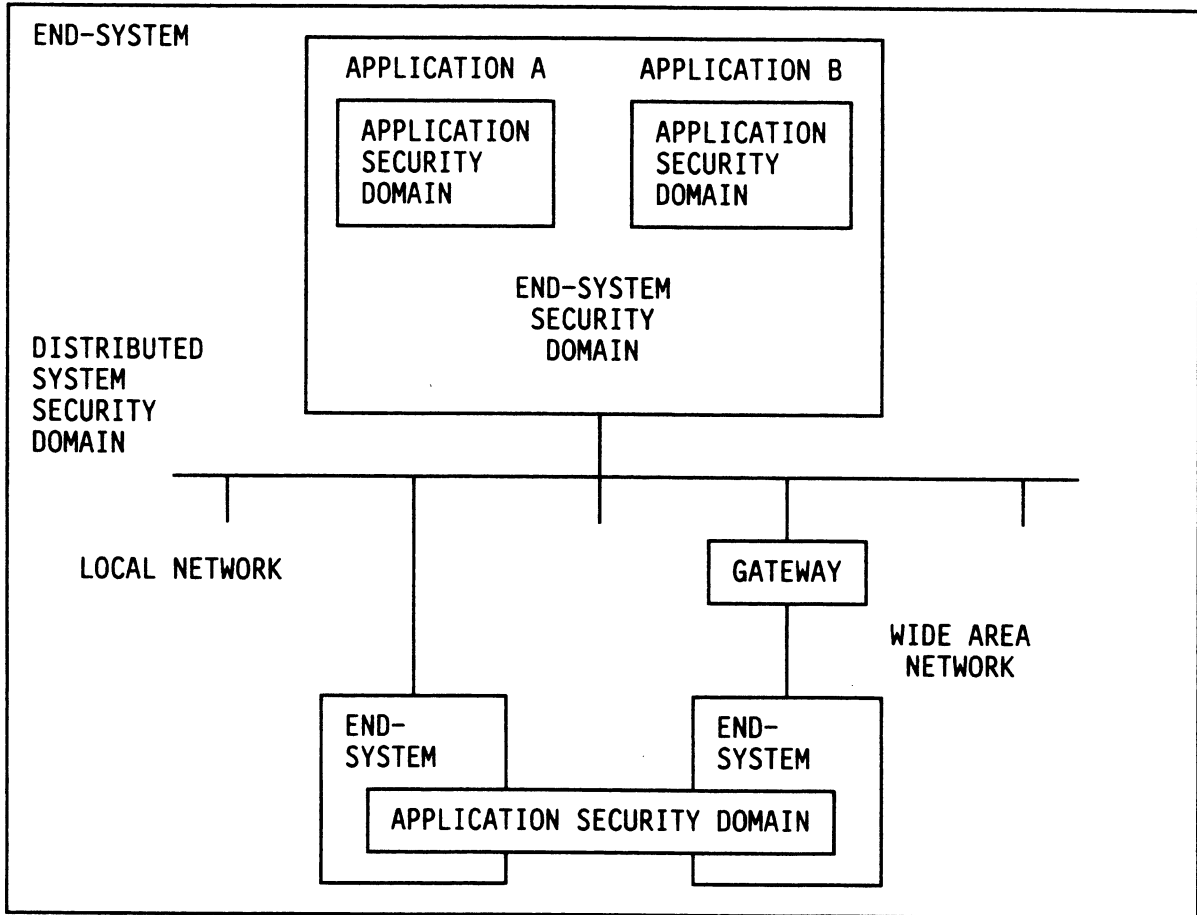 END-SYSTEM
APPLICATION A
APPLICATION B
APPLICATION
SECURITY
DOMAIN
APPLICATION
SECURITY
DOMAIN
END-SYSTEM
SECURITY
DOMAIN
DISTRIBUTED
SYSTEM
SECURITY
DOMAIN
LOCAL NETWORK
GATEWAY
WIDE AREA
NETWORK
END-
SYSTEM
END-
SYSTEM
APPLICATION SECURITY DOMAIN